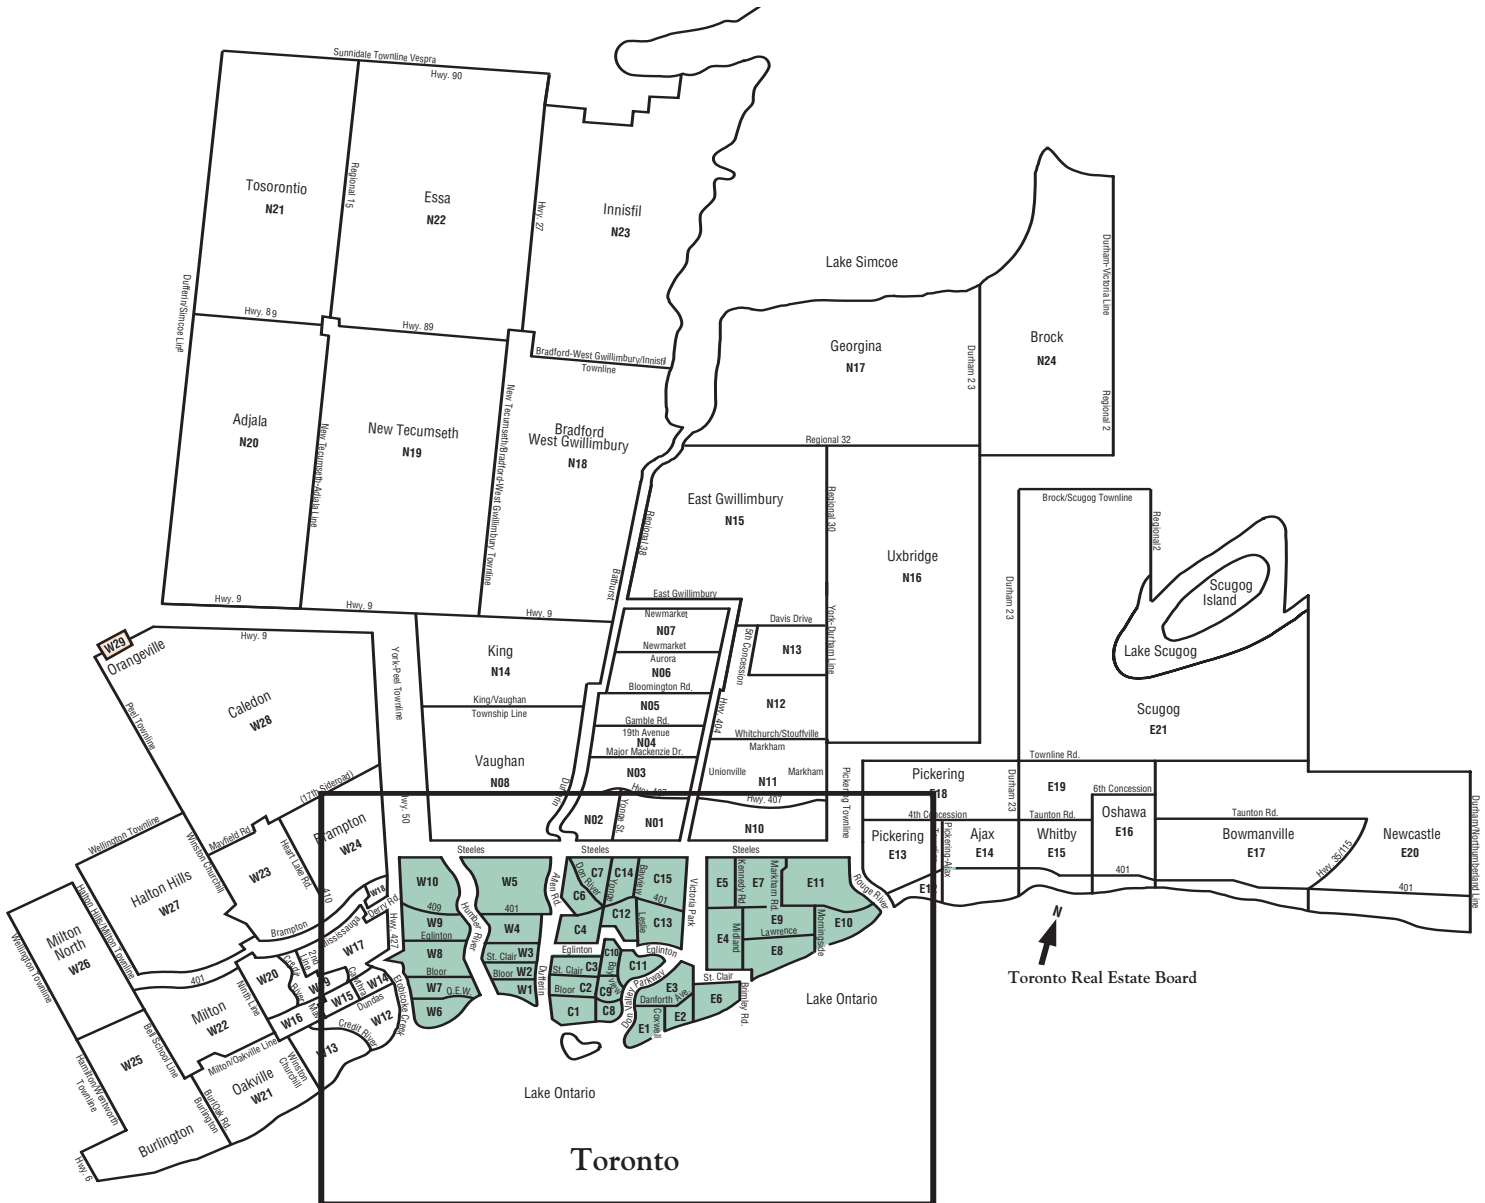 Sunnidale Townline Vespra
Hwy. 90
Tosorontio
N21
Regional 15
Essa
N22
Hwy. 27
Innisfil
N23
Lake Simcoe
Dufferin/Simcoe Line
Hwy. 89
Hwy. 89
Bradford-West Gwillimbury/Innisfil
Townline
Georgina
N17
Durham 23
Brock
N24
Durham-Victoria Line
Regional 2
Adjala
N20
New Tecumseth-Adjala Line
New Tecumseth
N19
New Tecumseth/Bradford-West Gwillimbury Townline
Bradford
West Gwillimbury
N18
Regional 32
East Gwillimbury
N15
Regional 38
Bathurst
Regional 30
Uxbridge
N16
Durham 23
Brock/Scugog Townline
Regional2
Scugog
Island
Lake Scugog
Scugog
E21
Hwy. 9
Hwy. 9
Hwy. 9
East Gwillimbury
Newmarket
N07
Newmarket
Aurora
N06
Bloomington Rd.
N05
Gamble Rd.
19th Avenue
N04
Major Mackenzie Dr.
N03
Hwy. 407
N02
Yonge St.
N01
Davis Drive
5th Concession
N13
N12
Hwy. 404
York-Durham Line
Whitchurch/Stouffville
Markham
Unionville
Markham
N11
Hwy. 407
N10
Pickering Townline
W29
Orangeville
Hwy. 9
Peel Townline
Caledon
W28
York-Peel Townline
King
N14
King/Vaughan
Township Line
Vaughan
N08
Dufferin
Hwy. 50
(17th Sideroad)
Mayfield Rd.
Wellington Townline
Winston Churchill
Heart Lake Rd.
Brampton
W24
W23
410
Halton Hills
W27
Halton Hills/Milton Townline
Milton
North
W26
Wellington Townline
401
Brampton
Mississauga
W18
Derry Rd.
Hwy. 427
W17
2nd
Line
Credit
River
W20
Ninth Line
W15
W14
Dundas
W12
Etobicoke Creek
W16
Credit River
W13
Milton
W22
Milton/Oakville Line
Winston
Churchill
W25
Bell School Line
Hamilton/Wentworth
Townline
Oakville
W21
BurlOak Rd.
Burlington
Burlington
Hwy. 6
Townline Rd.
Pickering
E18
Durham 23
E19
6th Concession
4th Concession
Taunton Rd.
Oshawa
E16
Taunton Rd.
Pickering
E13
Pickering-Ajax
Ajax
E14
Whitby
E15
Bowmanville
E17
Hwy. 35/115
Newcastle
E20
Durham/Northumberland Line
401
401
Rouge River
Steeles
Steeles
Steeles
W10
409
W9
Eglinton
W8
Bloor
W7
Q.E.W.
W6
Humber River
W5
401
W4
St. Clair
W3
Bloor
W2
W1
Allen Rd.
Dufferin
C7
Don River
C6
C14
Yonge
Bayview
C15
401
C12
Leslie
C13
C4
Eglinton
St. Clair
C3
Bloor
C2
C1
C10
Bayview
C9
C8
C11
Eglinton
Don Valley Parkway
Victoria Park
E3
Danforth Ave.
E1
Coxwell
E2
E6
St. Clair
Brimley Rd.
E5
Kennedy Rd
E7
Markham Rd.
E11
E9
Lawrence
E8
E4
Midland
Morningside
E10
N
Toronto Real Estate Board
Lake Ontario
Lake Ontario
Toronto